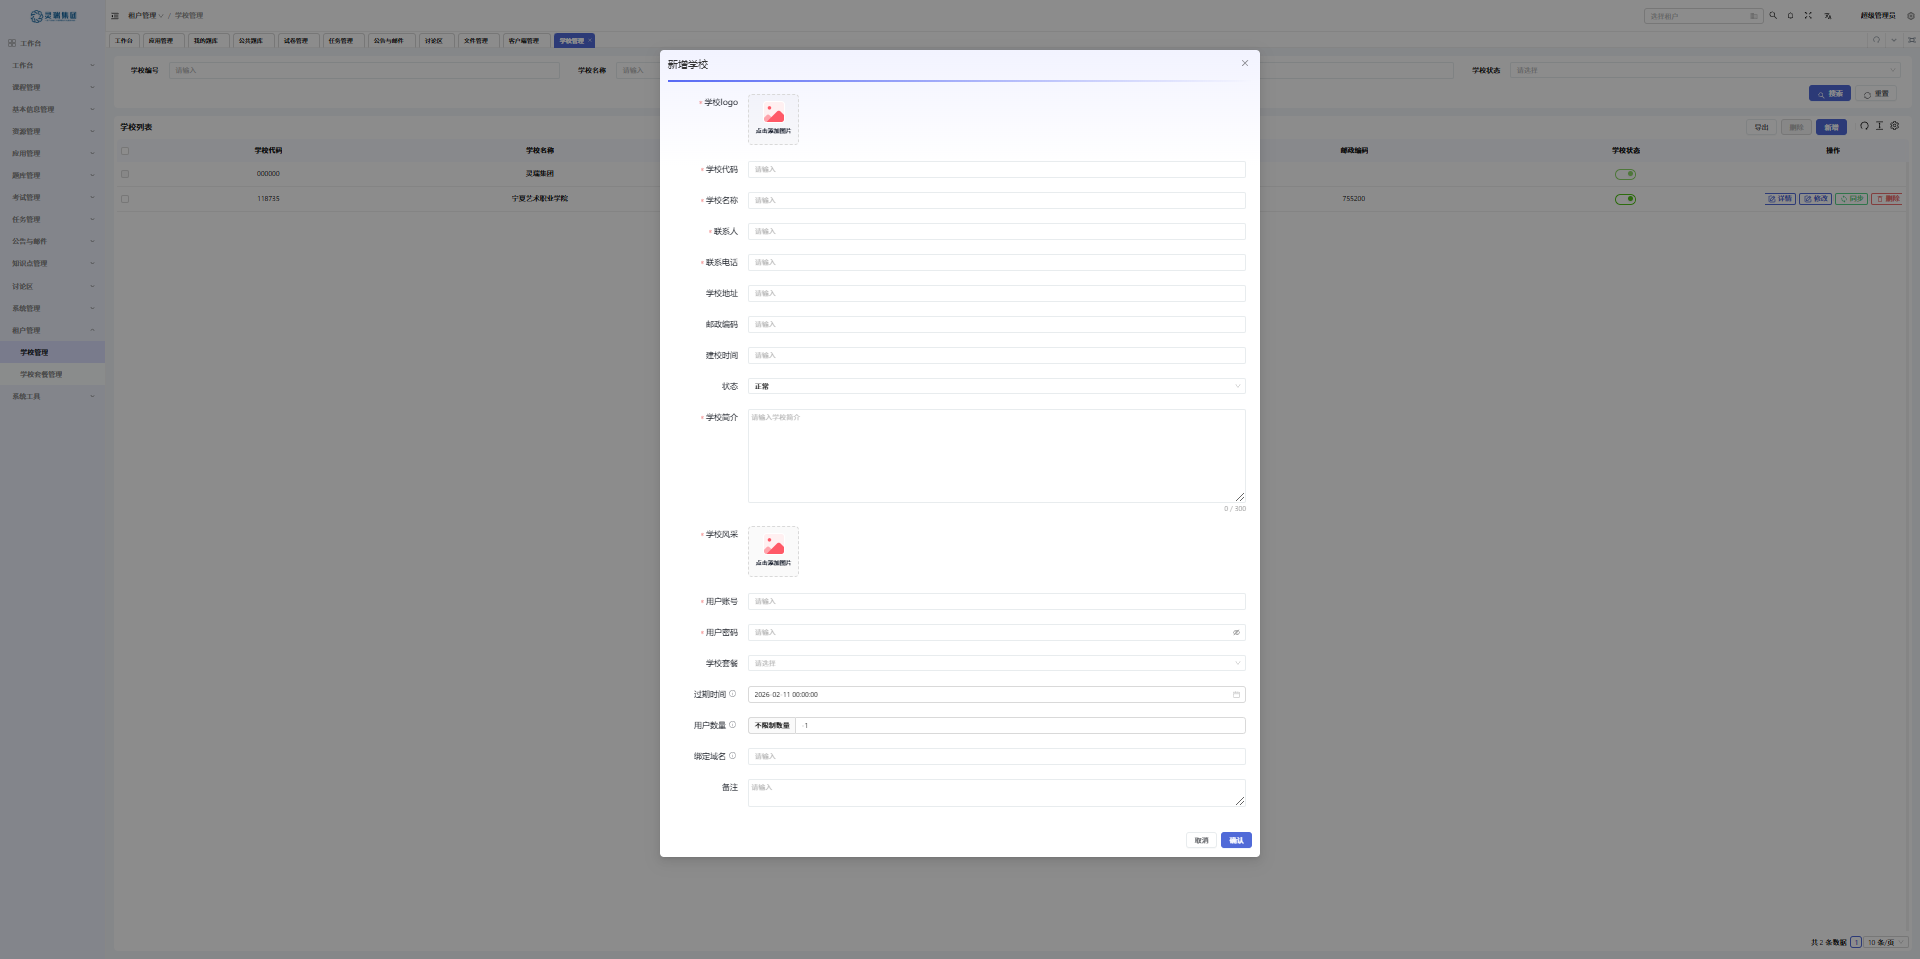 灵瑞集团
租户管理 / 学校管理
选择租户
超级管理员
工作台
工作台 应用管理 我的题库 公共题库 试卷管理 任务管理 公告与邮件 讨论区 文件管理 客户端管理 学校管理
工作台
课程管理
基本信息管理
资源管理
应用管理
题库管理
考试管理
任务管理
公告与邮件
知识点管理
讨论区
系统管理
租户管理
学校管理
学校套餐管理
系统工具
学校编号 请输入
学校名称 请输入
学校状态 请选择
搜索 重置
学校列表
导出 删除 新增
学校代码 学校名称 邮政编码 学校状态 操作
000000 灵瑞集团
118735 宁夏艺术职业学院 755200 详情 修改 同步 删除
新增学校
* 学校logo
点击添加图片
* 学校代码 请输入
* 学校名称 请输入
* 联系人 请输入
* 联系电话 请输入
学校地址 请输入
邮政编码 请输入
建校时间 请输入
状态 正常
* 学校简介 请输入学校简介
0 / 300
* 学校风采
点击添加图片
* 用户账号 请输入
* 用户密码 请输入
学校套餐 请选择
过期时间 2026-02-11 00:00:00
用户数量 不限制数量 -1
绑定域名 请输入
备注 请输入
取消 确认
共 2 条数据 1 10 条/页